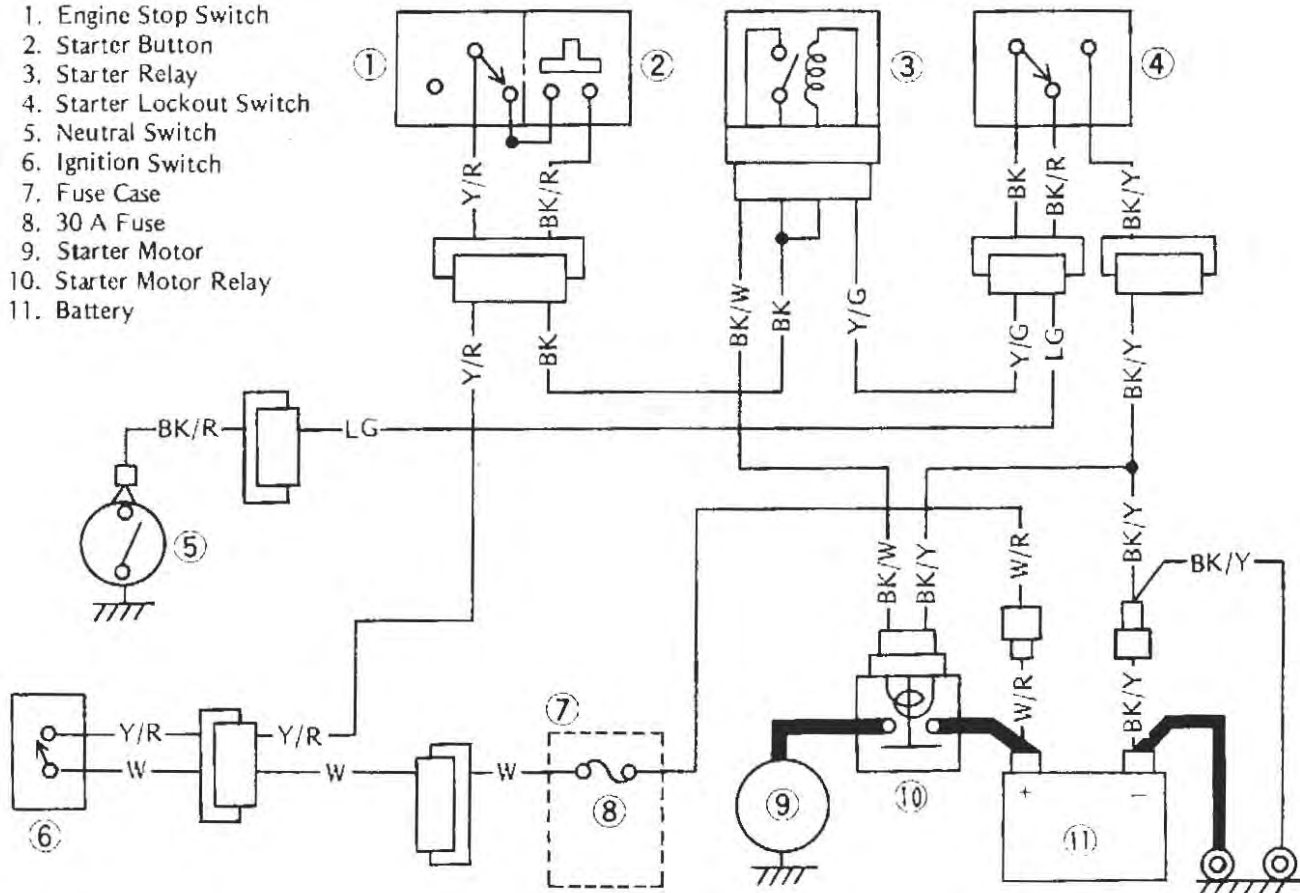 1. Engine Stop Switch
2. Starter Button
3. Starter Relay
4. Starter Lockout Switch
5. Neutral Switch
6. Ignition Switch
7. Fuse Case
8. 30 A Fuse
9. Starter Motor
10. Starter Motor Relay
11. Battery
1
2
3
4
Y/R
BK/R
BK
BK/R
BK/Y
BK/W
BK
Y/G
Y/R
BK
Y/G
LG
BK/Y
BK/R
LG
5
BK/W
BK/Y
W/R
BK/Y
BK/Y
W/R
BK/Y
6
Y/R
Y/R
W
W
W
7
8
9
10
11
+
-